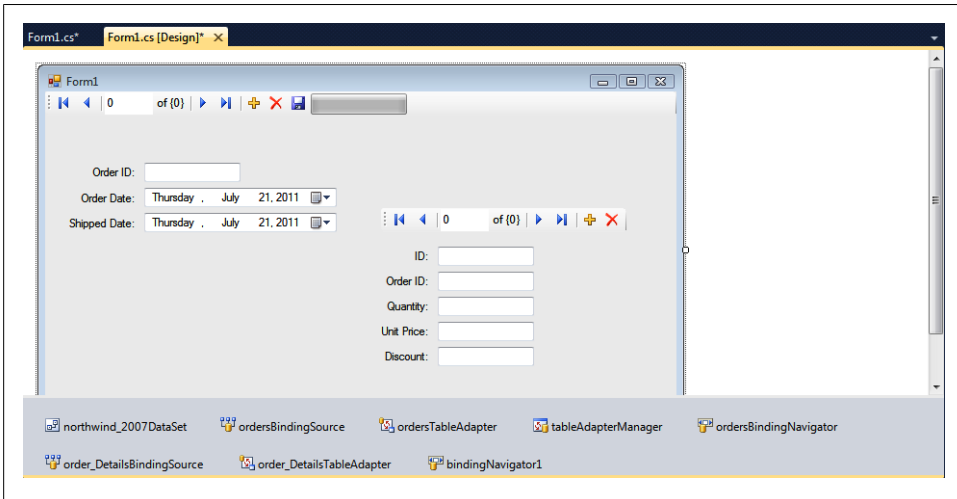 Form1.cs* Form1.cs [Design]*
Form1
0 of {0}
Order ID:
Order Date: Thursday , July 21, 2011
Shipped Date: Thursday , July 21, 2011
0 of {0}
ID:
Order ID:
Quantity:
Unit Price:
Discount:
northwind_2007DataSet ordersBindingSource ordersTableAdapter tableAdapterManager ordersBindingNavigator
order_DetailsBindingSource order_DetailsTableAdapter bindingNavigator1